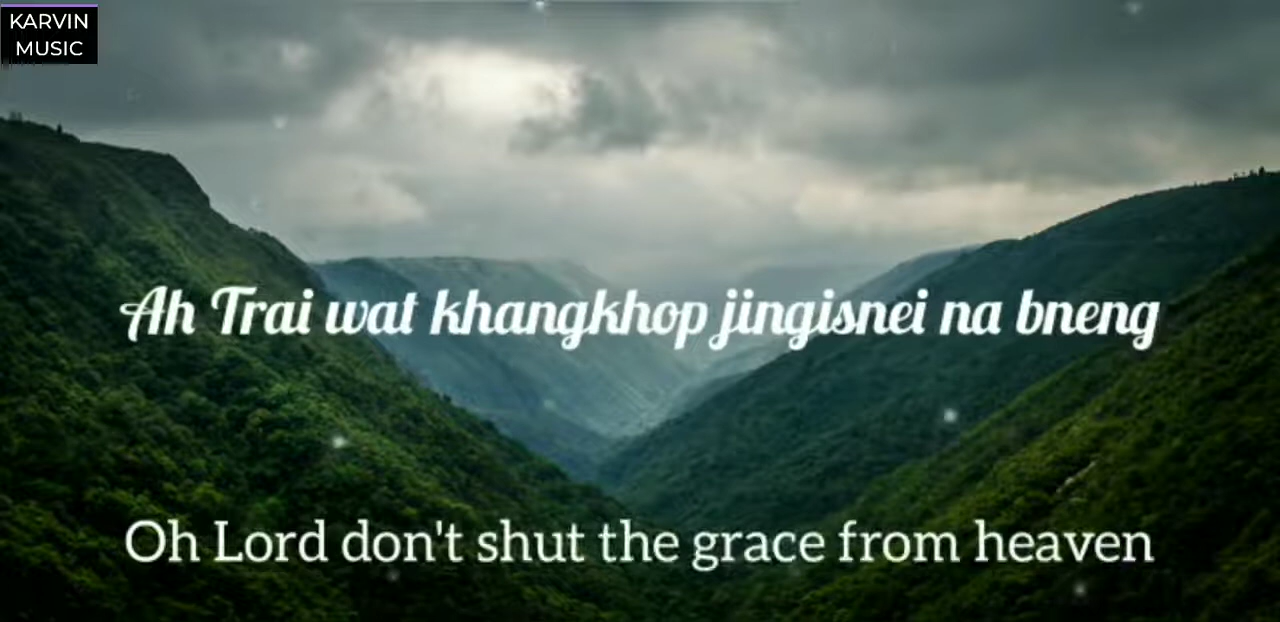 KARVIN
MUSIC
Ah Trai wat khangkhop jingisnei na bneng
Oh Lord don't shut the grace from heaven